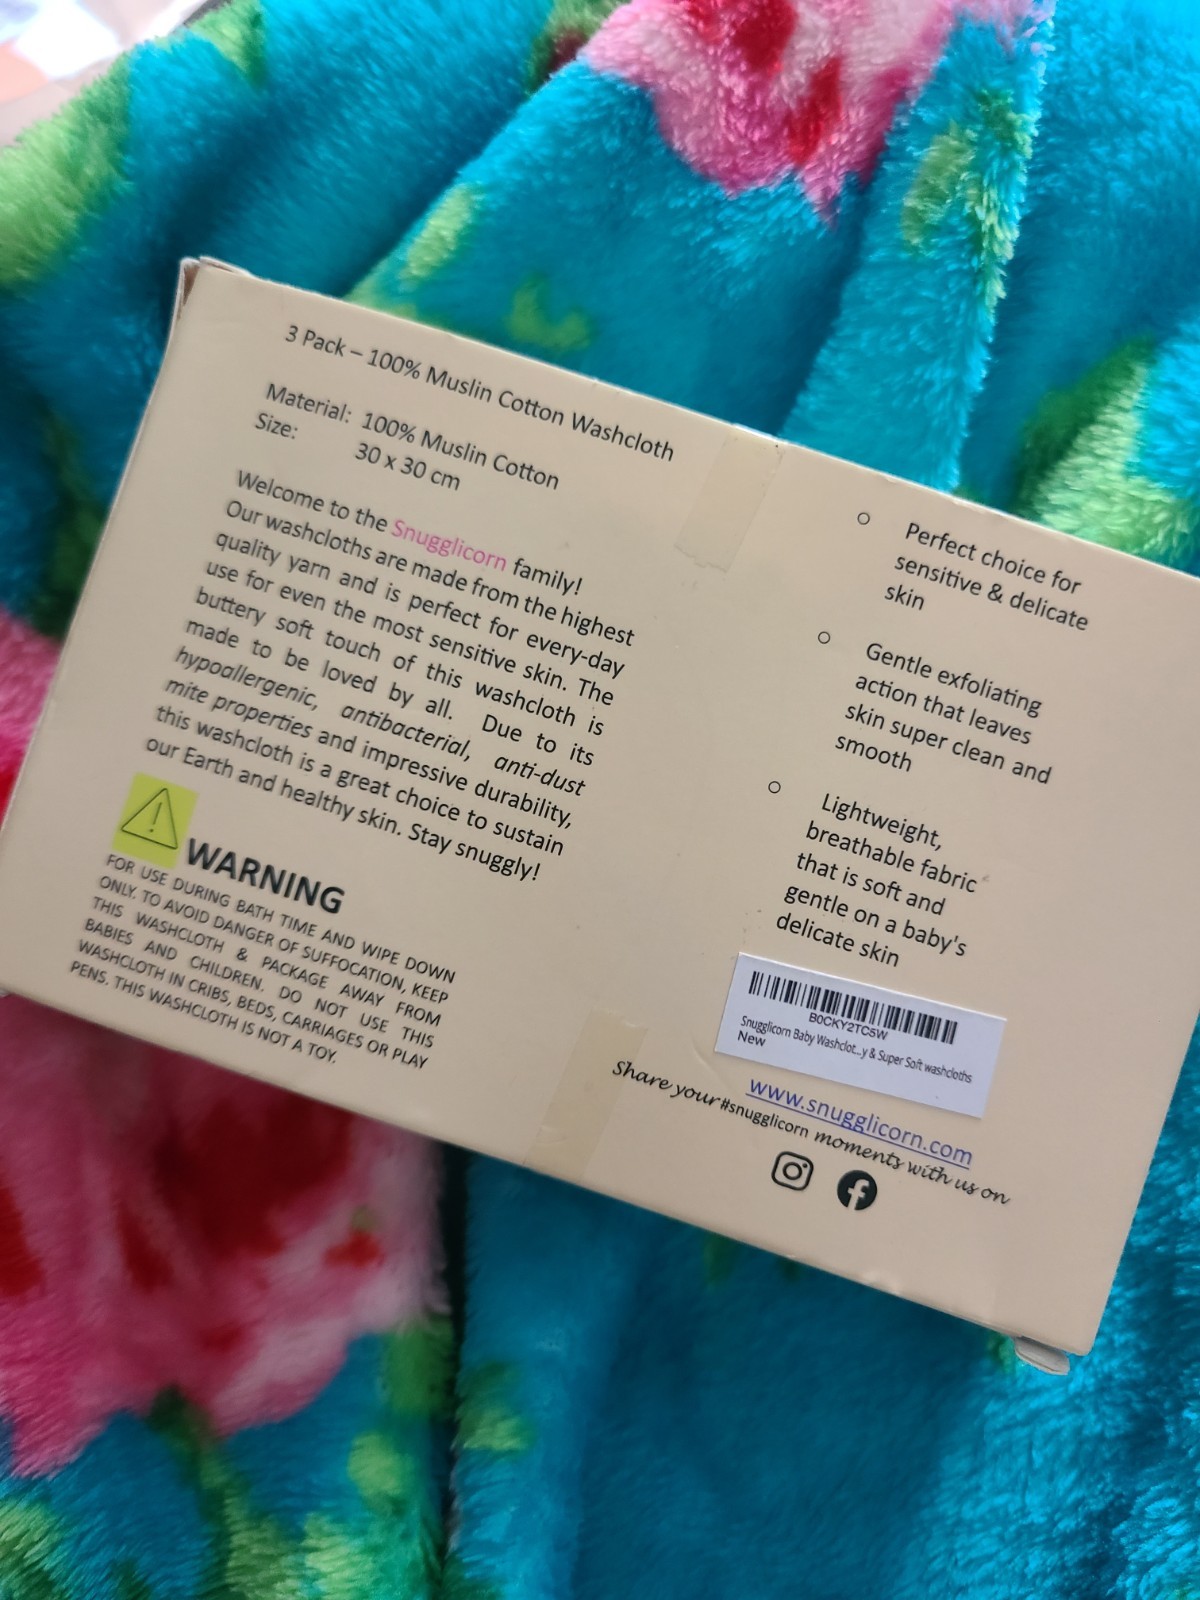 3 Pack – 100% Muslin Cotton Washcloth
Material: 100% Muslin Cotton
Size: 30 x 30 cm
Welcome to the Snugglicorn family!
Our washcloths are made from the highest
quality yarn and is perfect for every-day
use for even the most sensitive skin. The
buttery soft touch of this washcloth is
made to be loved by all. Due to its
hypoallergenic, antibacterial, anti-dust
mite properties and impressive durability,
this washcloth is a great choice to sustain
our Earth and healthy skin. Stay snuggly!
WARNING
FOR USE DURING BATH TIME AND WIPE DOWN
ONLY. TO AVOID DANGER OF SUFFOCATION, KEEP
THIS WASHCLOTH & PACKAGE AWAY FROM
BABIES AND CHILDREN. DO NOT USE THIS
WASHCLOTH IN CRIBS, BEDS, CARRIAGES OR PLAY
PENS. THIS WASHCLOTH IS NOT A TOY.
Perfect choice for
sensitive & delicate
skin
Gentle exfoliating
action that leaves
skin super clean and
smooth
Lightweight,
breathable fabric
that is soft and
gentle on a baby's
delicate skin
B0CKY2TC5W
Snugglicorn Baby Washclot...y & Super Soft washcloths
New
www.snugglicorn.com
Share your #snugglicorn moments with us on